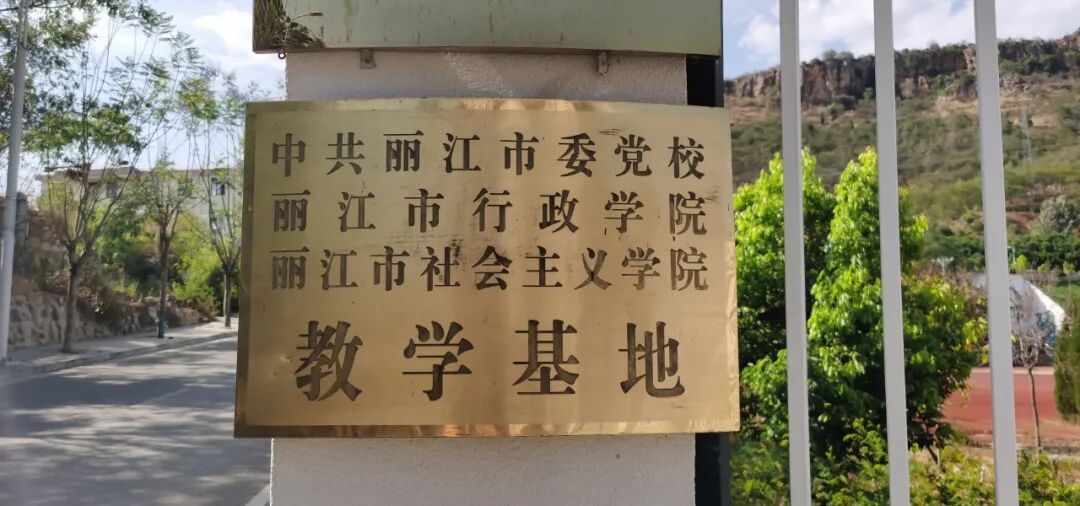 中共丽江市委党校
丽江市行政学院
丽江市社会主义学院
教学基地